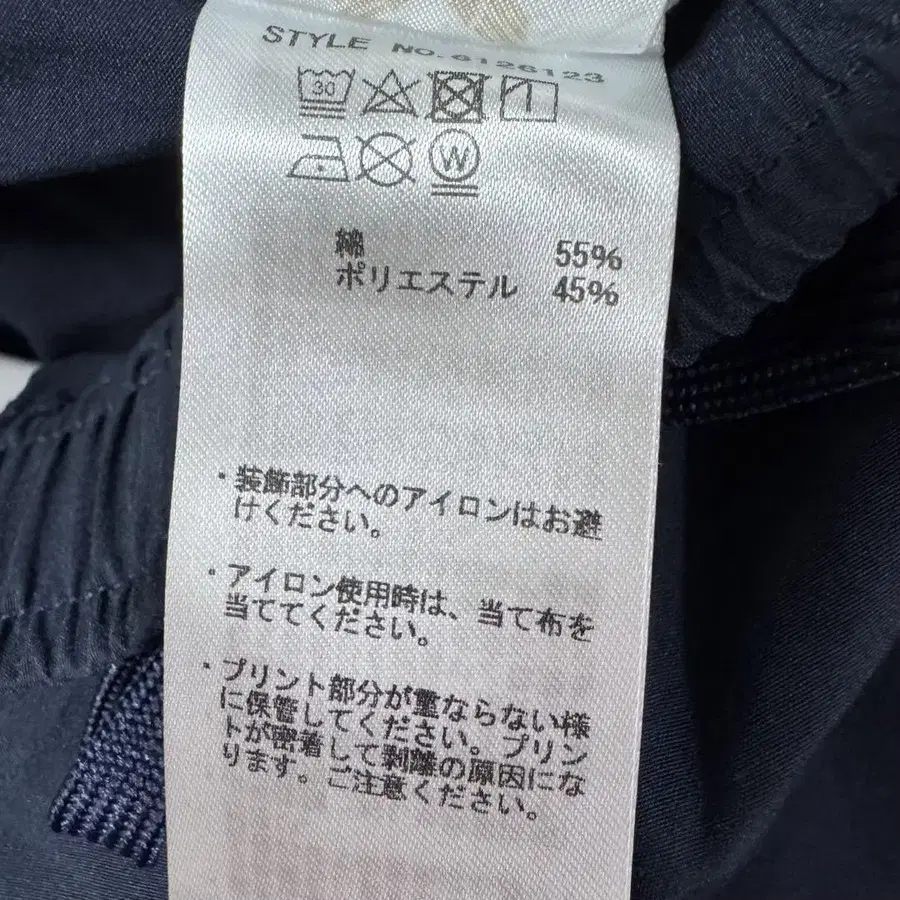 STYLE No.6126123
30
W
綿 55%
ポリエステル 45%
・装飾部分へのアイロンはお避
けください。
・アイロン使用時は、当て布を
当ててください。
・プリント部分が重ならない様
に保管してください。プリン
トが密着して剥離の原因にな
ります。ご注意ください。